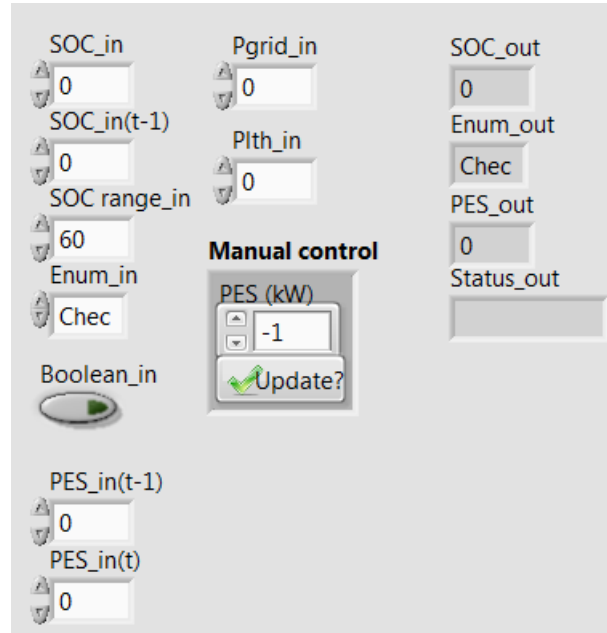 SOC_in
0
SOC_in(t-1)
0
SOC range_in
60
Enum_in
Chec
Boolean_in
PES_in(t-1)
0
PES_in(t)
0
Pgrid_in
0
Plth_in
0
Manual control
PES (kW)
-1
Update?
SOC_out
0
Enum_out
Chec
PES_out
0
Status_out